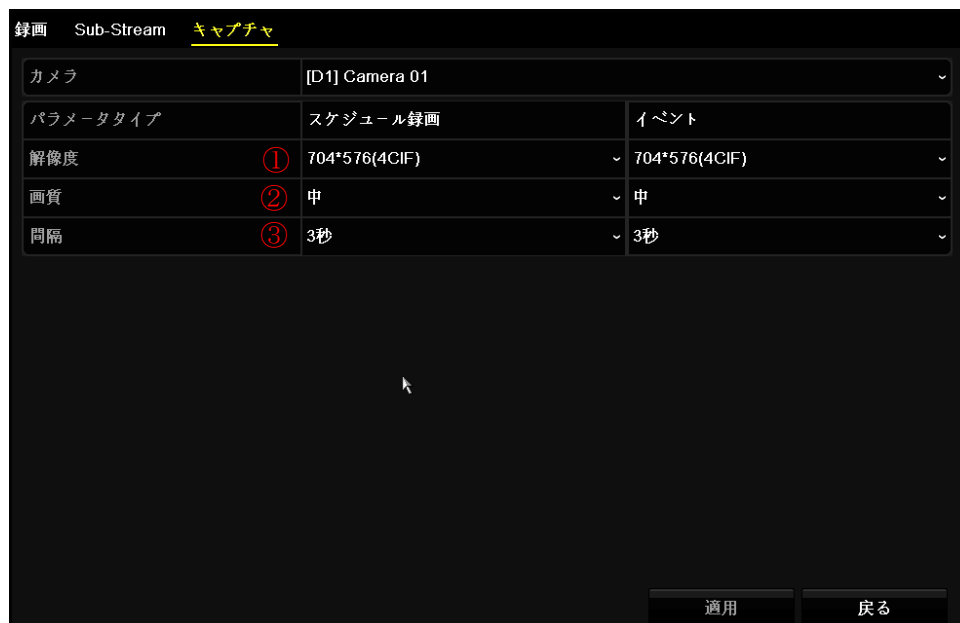 録画 Sub-Stream キャプチャ
カメラ [D1] Camera 01
パラメータタイプ スケジュール録画 イベント
解像度 ① 704*576(4CIF) 704*576(4CIF)
画質 ② 中 中
間隔 ③ 3秒 3秒
適用 戻る